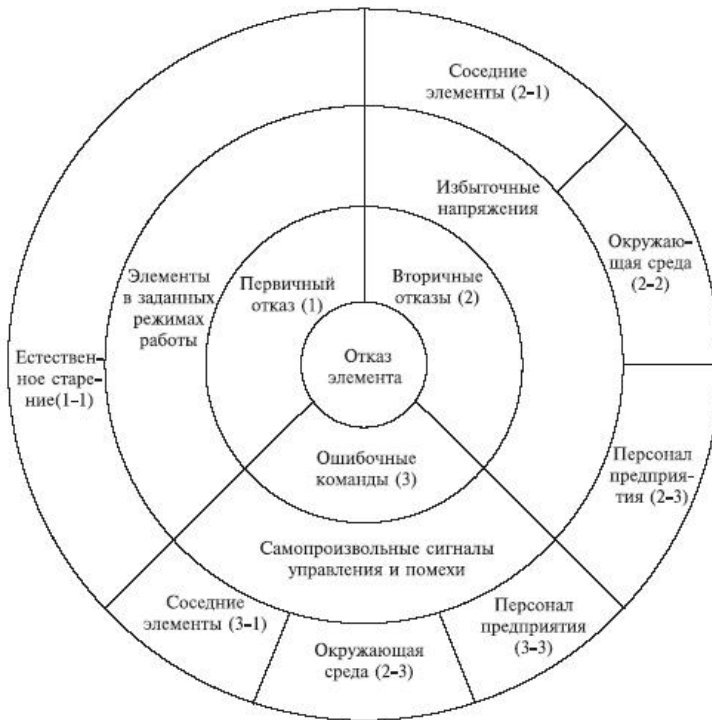 Соседние
элементы (2–1)
Избыточные
напряжения
Окружаю–
щая среда
(2–2)
Элементы
в заданных
режимах
работы
Первичный
отказ (1)
Вторичные
отказы (2)
Естествен–
ное старе–
ние(1–1)
Отказ
элемента
Персонал
предприя–
тия (2–3)
Ошибочные
команды (3)
Самопроизвольные сигналы
управления и помехи
Соседние
элементы (3–1)
Окружающая
среда (2–3)
Персонал
предприятия
(3–3)